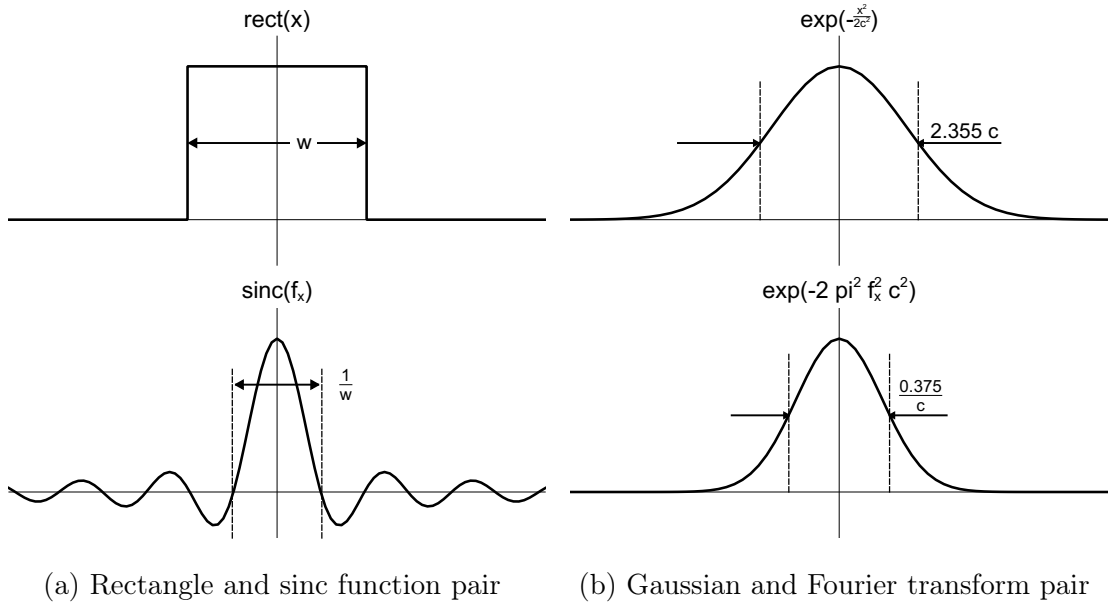 rect(x)
w
sinc(fₓ)
1/w
(a) Rectangle and sinc function pair
exp(-x²/2c²)
2.355 c
exp(-2 pi² fₓ² c²)
0.375/c
(b) Gaussian and Fourier transform pair